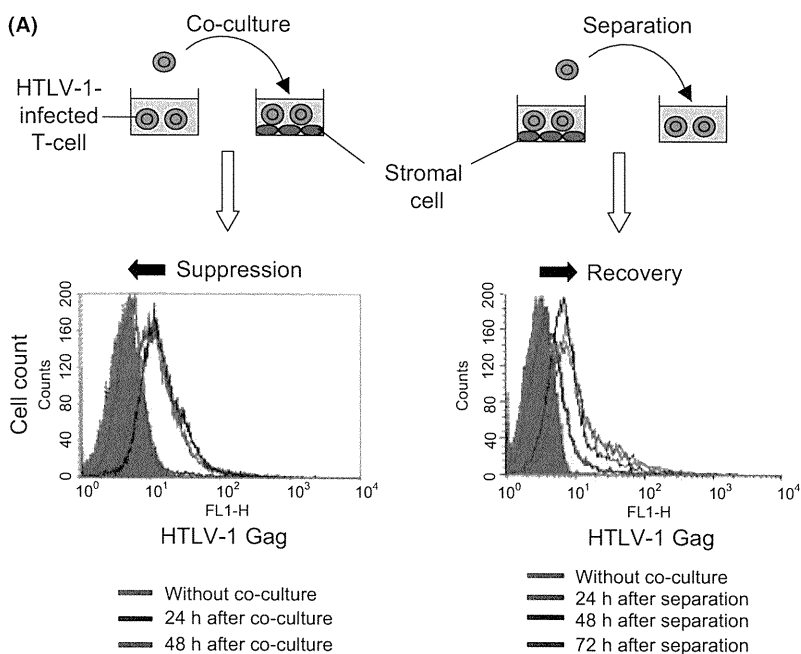 (A)
Co-culture
Separation
HTLV-1-
infected
T-cell
Stromal
cell
Suppression
Recovery
Cell count
Counts
0 40 80 120 160 200
10^0 10^1 10^2 10^3 10^4
FL1-H
HTLV-1 Gag
Counts
0 40 80 120 160 200
10^0 10^1 10^2 10^3 10^4
FL1-H
HTLV-1 Gag
Without co-culture
24 h after co-culture
48 h after co-culture
Without co-culture
24 h after separation
48 h after separation
72 h after separation